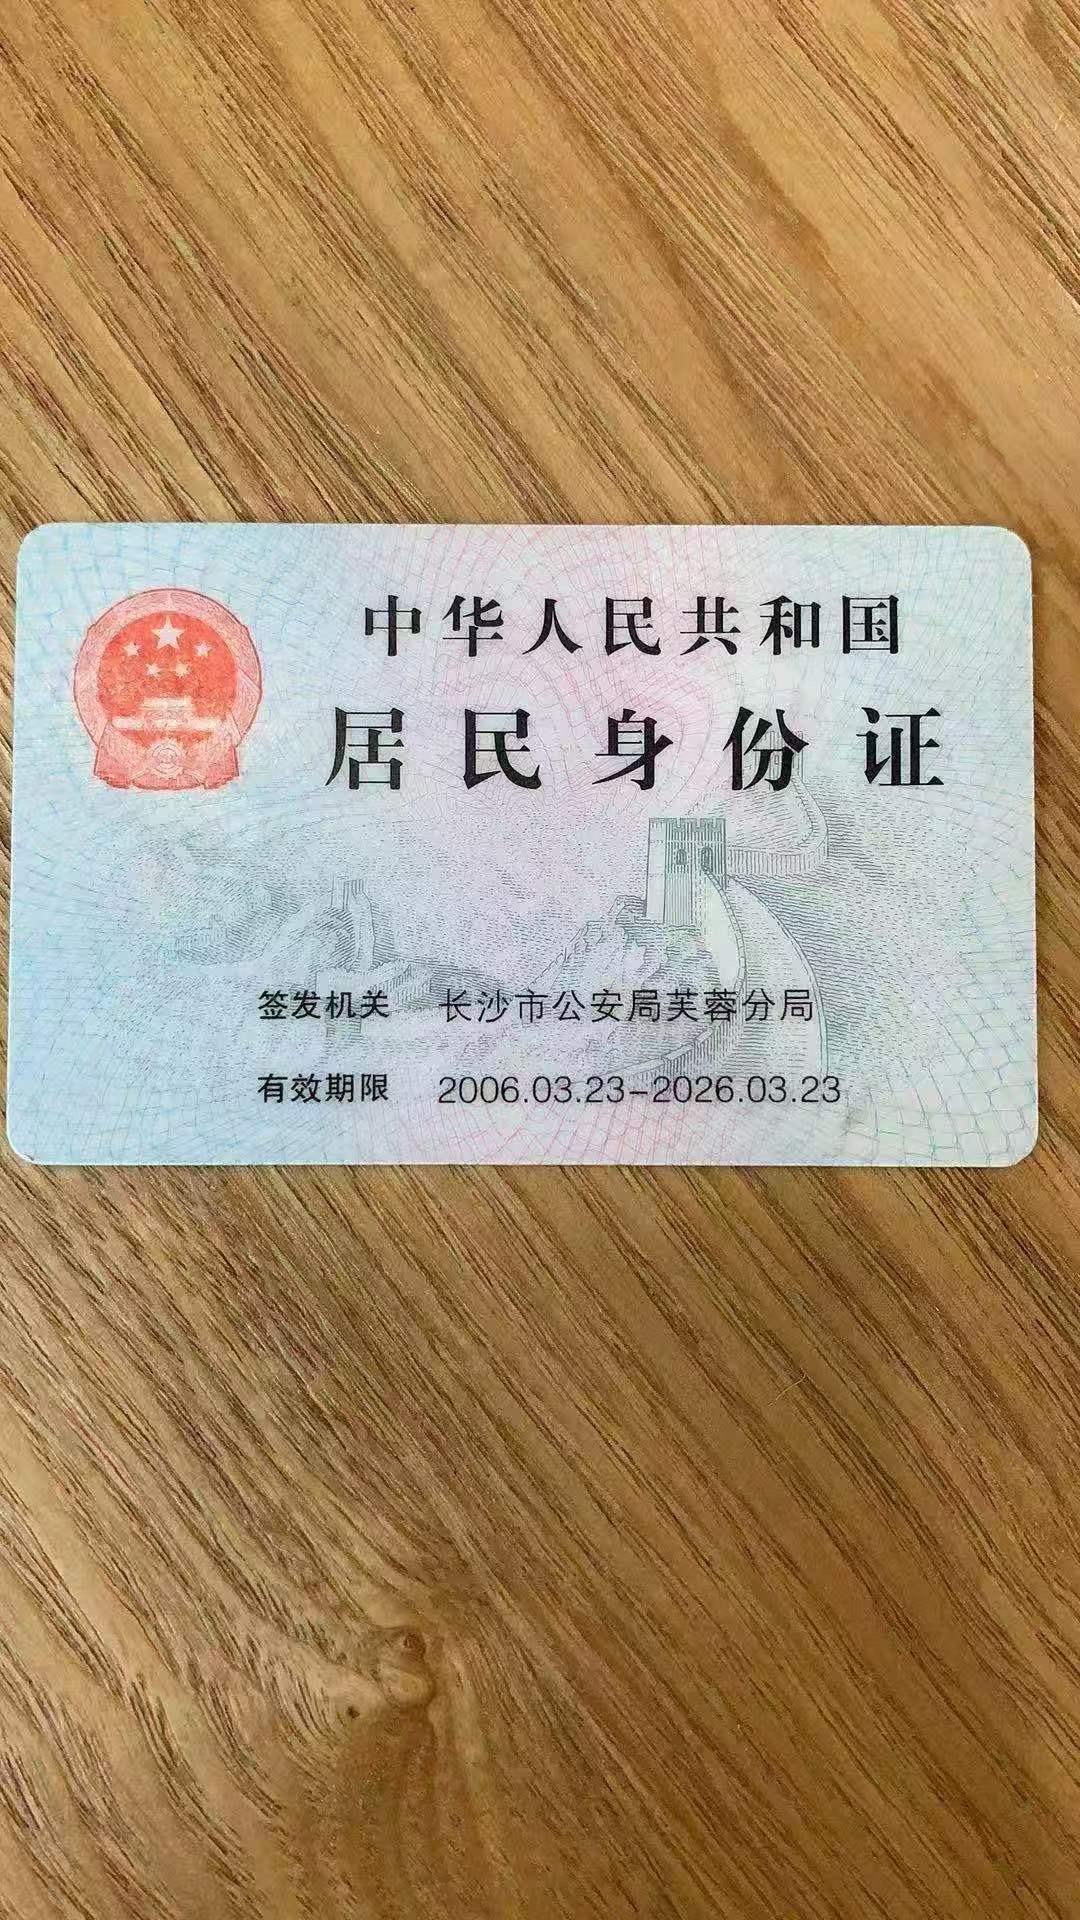 中华人民共和国
居民身份证
签发机关 长沙市公安局芙蓉分局
有效期限 2006.03.23-2026.03.23